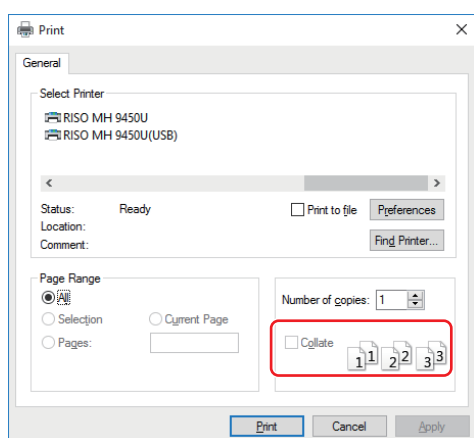 Print
General
Select Printer
RISO MH 9450U
RISO MH 9450U(USB)
Status: Ready
Print to file
Preferences
Location:
Comment:
Find Printer...
Page Range
All
Selection
Current Page
Pages:
Number of copies: 1
Collate
1 1 2 2 3 3
Print
Cancel
Apply